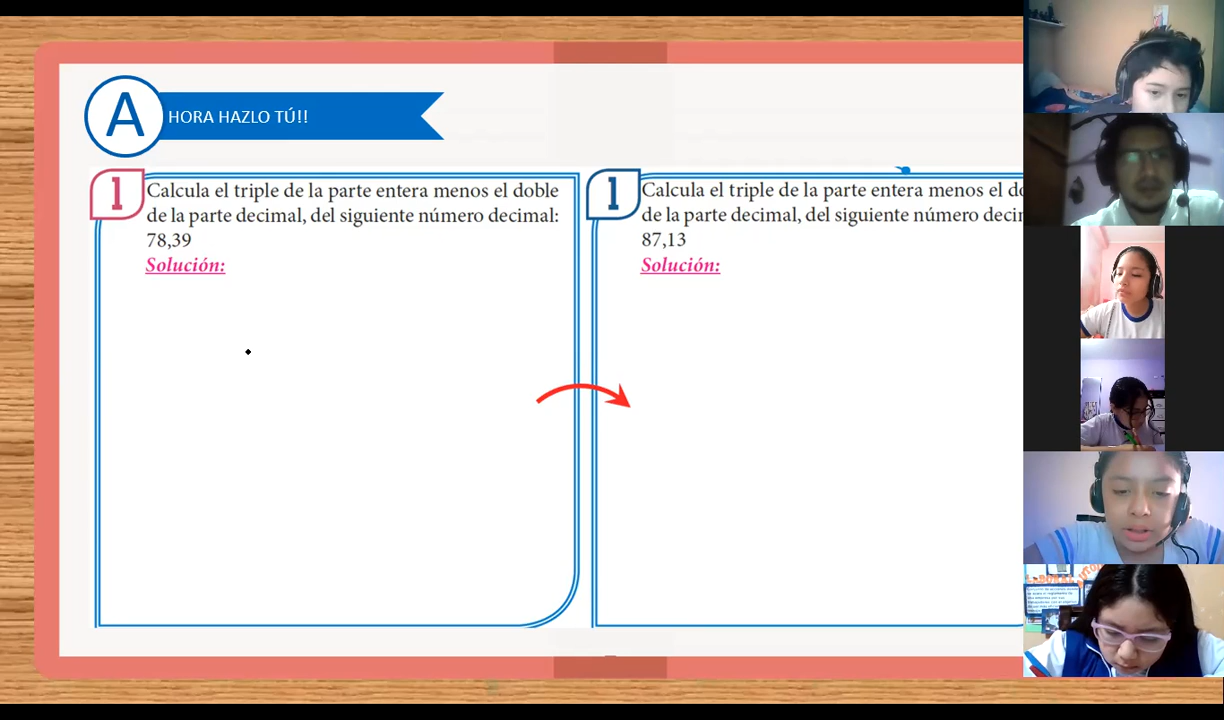 A HORA HAZLO TÚ!!
1 Calcula el triple de la parte entera menos el doble
de la parte decimal, del siguiente número decimal:
78,39
Solución:
1 Calcula el triple de la parte entera menos el do
de la parte decimal, del siguiente número decin
87,13
Solución: